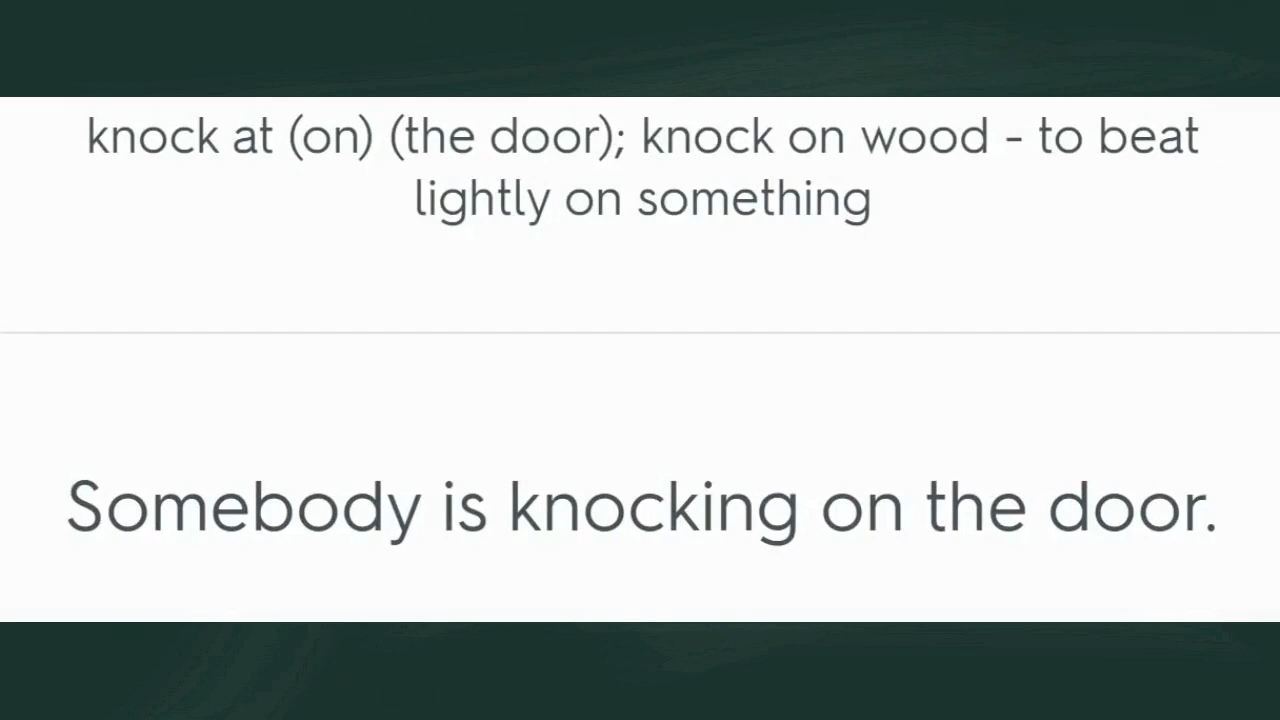 knock at (on) (the door); knock on wood - to beat
lightly on something
Somebody is knocking on the door.